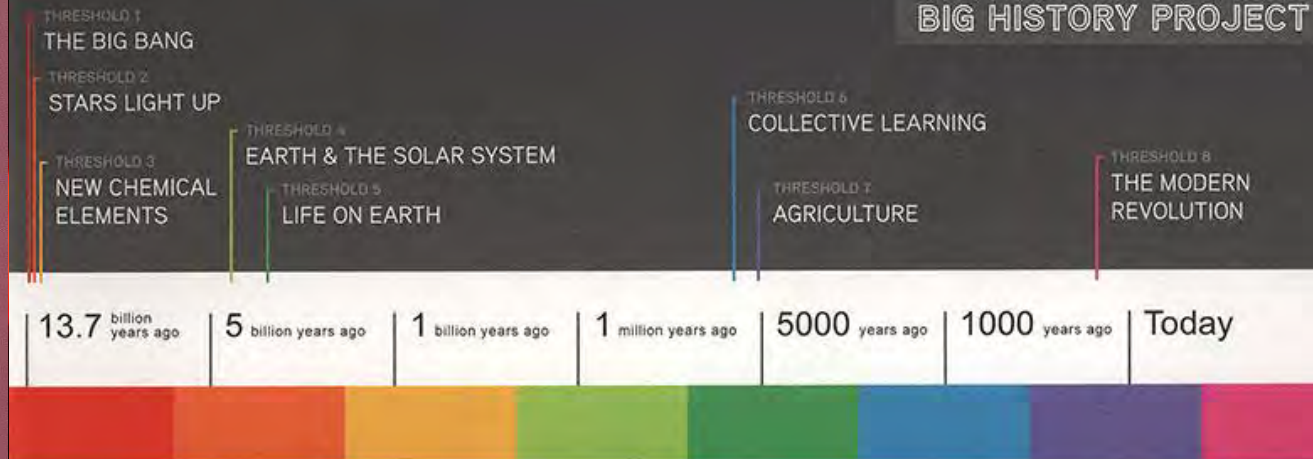 BIG HISTORY PROJECT
THRESHOLD 1
THE BIG BANG
THRESHOLD 2
STARS LIGHT UP
THRESHOLD 3
NEW CHEMICAL
ELEMENTS
THRESHOLD 4
EARTH & THE SOLAR SYSTEM
THRESHOLD 5
LIFE ON EARTH
THRESHOLD 6
COLLECTIVE LEARNING
THRESHOLD 7
AGRICULTURE
THRESHOLD 8
THE MODERN
REVOLUTION
13.7 billion
years ago
5 billion years ago
1 billion years ago
1 million years ago
5000 years ago
1000 years ago
Today